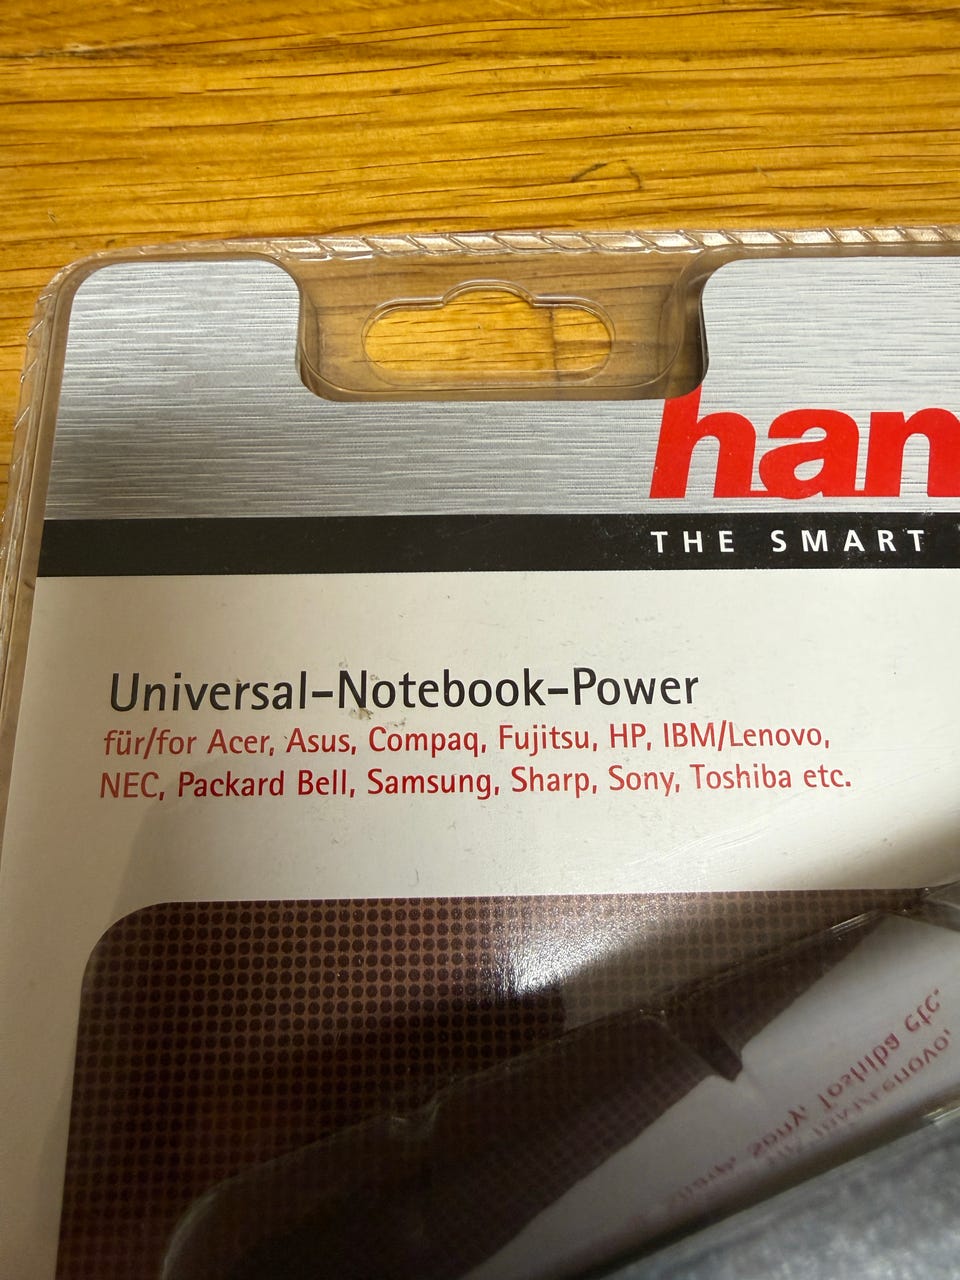 han
THE SMART
Universal-Notebook-Power
für/for Acer, Asus, Compaq, Fujitsu, HP, IBM/Lenovo,
NEC, Packard Bell, Samsung, Sharp, Sony, Toshiba etc.